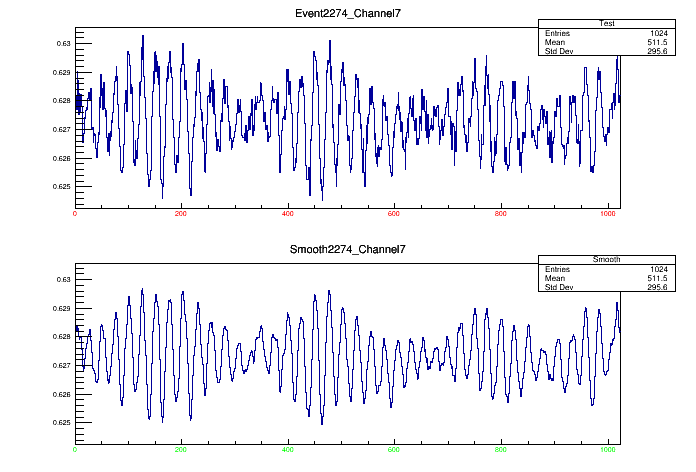 Event2274_Channel7
Test
Entries 1024
Mean 511.5
Std Dev 295.6
0.63
0.629
0.628
0.627
0.626
0.625
0 200 400 600 800 1000
Smooth2274_Channel7
Smooth
Entries 1024
Mean 511.5
Std Dev 295.6
0.63
0.629
0.628
0.627
0.626
0.625
0 200 400 600 800 1000